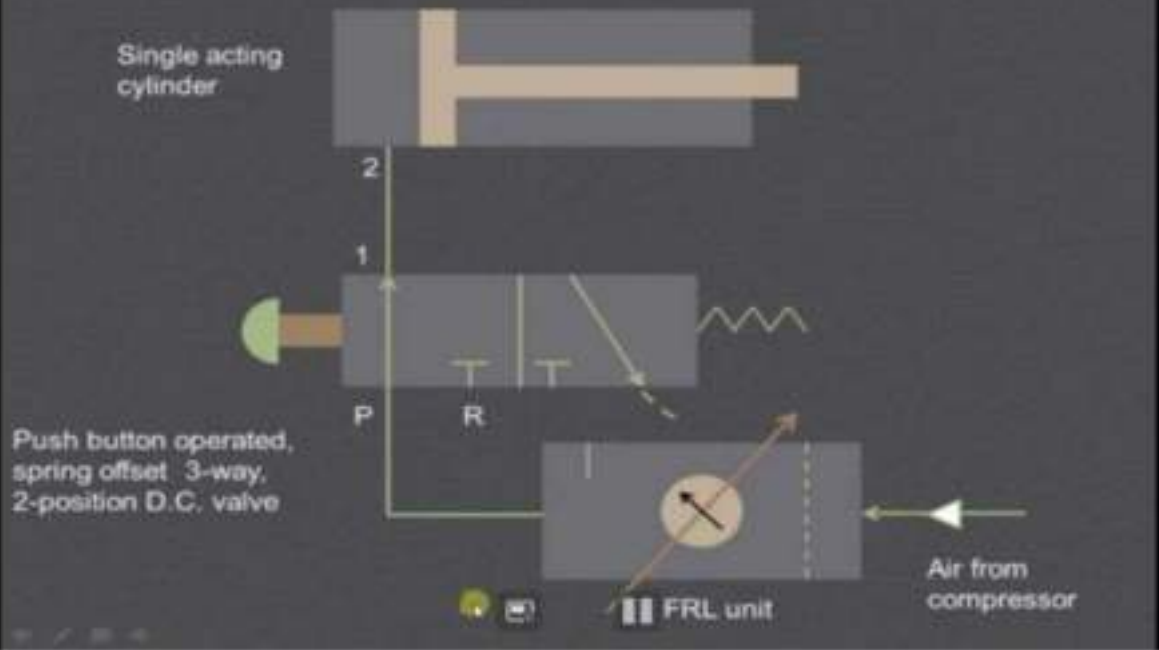 Single acting
cylinder
2
1
P
R
Push button operated,
spring offset 3-way,
2-position D.C. valve
Air from
compressor
FRL unit